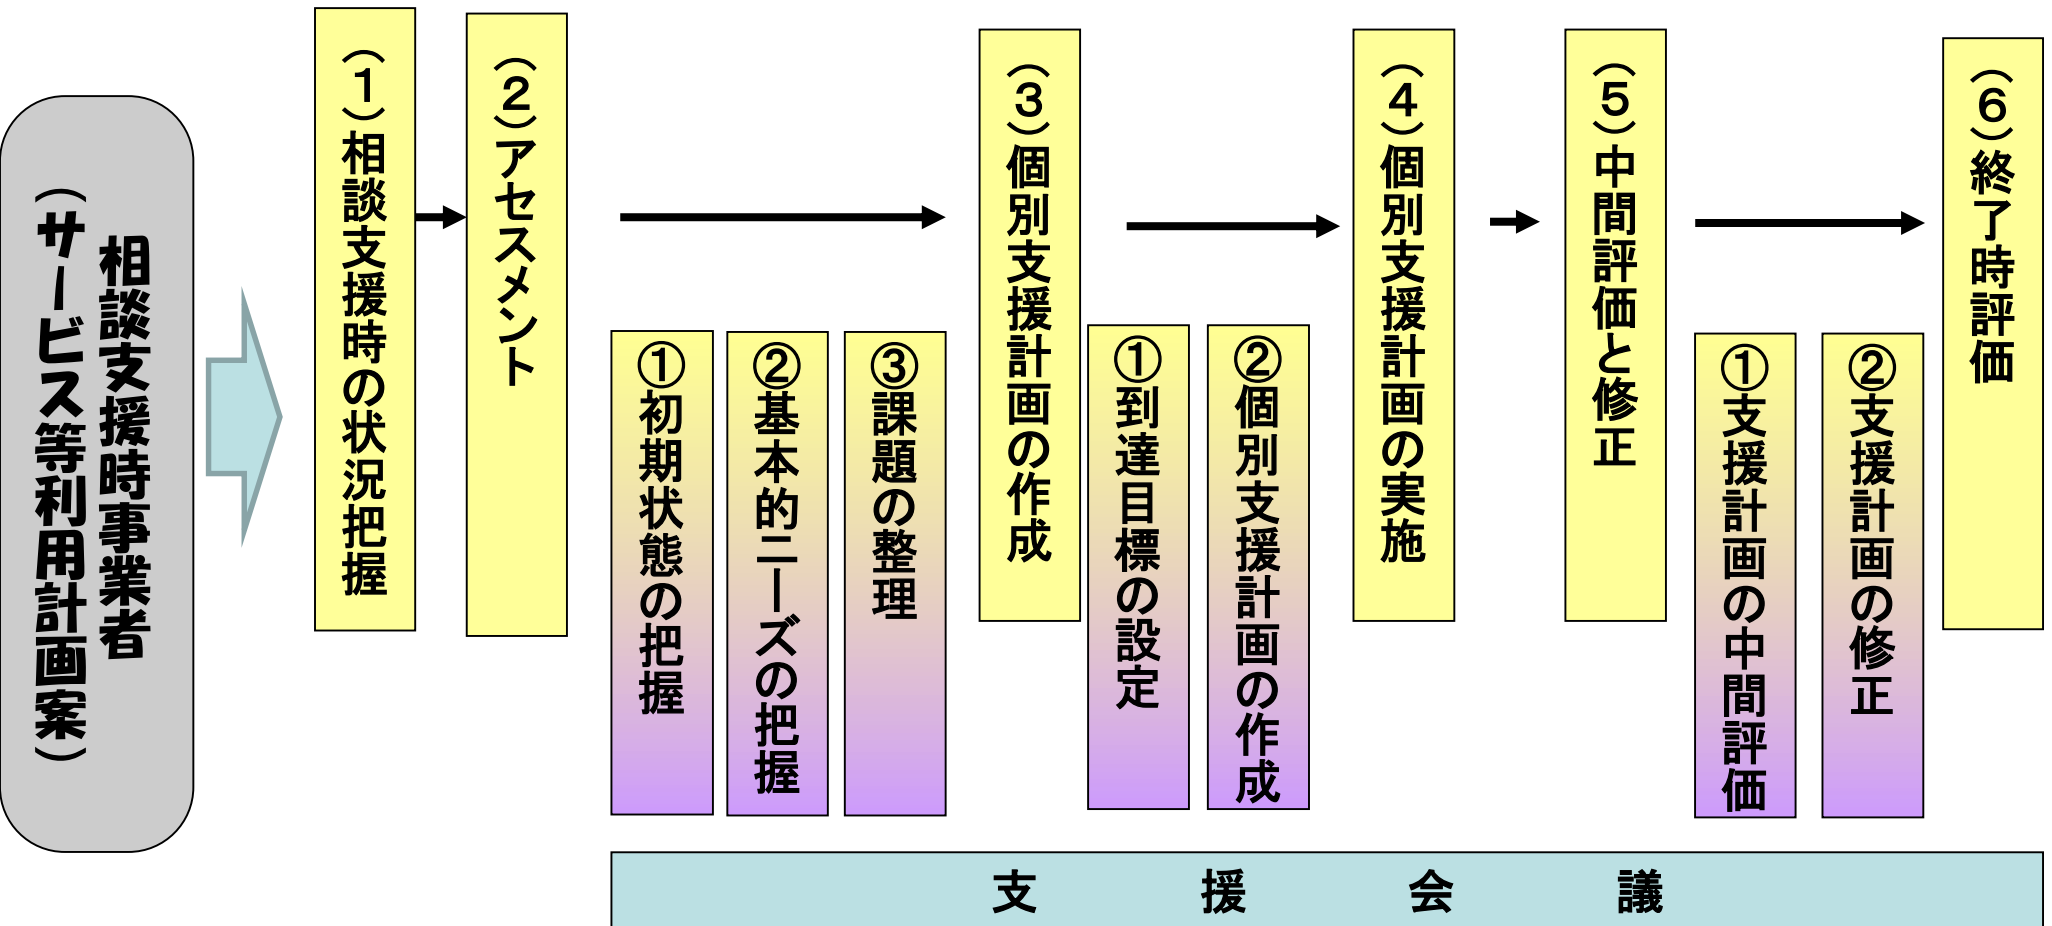 相談支援時事業者
（サービス等利用計画案）
（１）相談支援時の状況把握
（２）アセスメント
①初期状態の把握
②基本的ニーズの把握
③課題の整理
（３）個別支援計画の作成
①到達目標の設定
②個別支援計画の作成
（４）個別支援計画の実施
（５）中間評価と修正
①支援計画の中間評価
②支援計画の修正
（６）終了時評価
支援会議